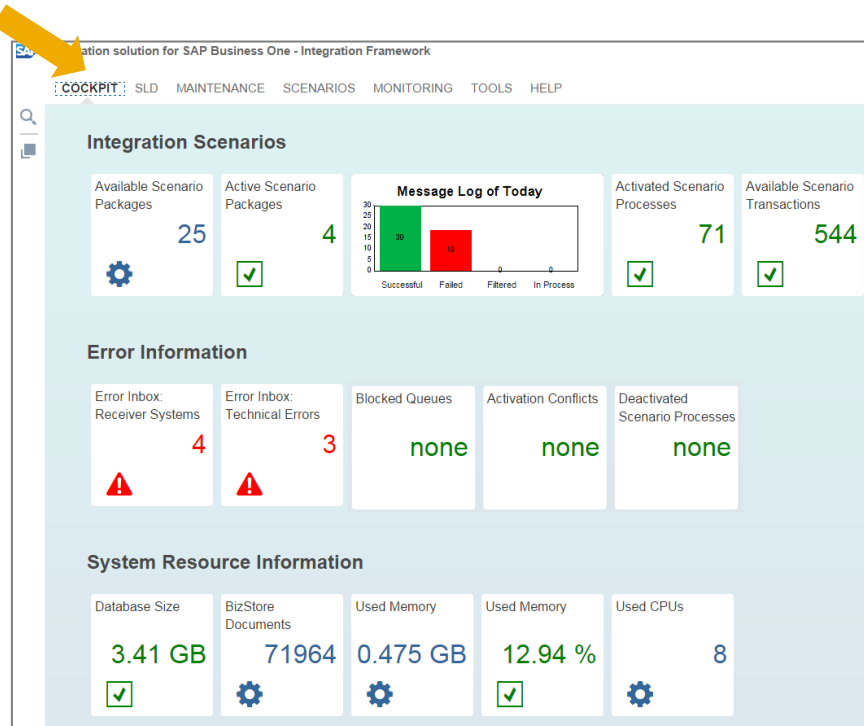 ation solution for SAP Business One - Integration Framework
COCKPIT SLD MAINTENANCE SCENARIOS MONITORING TOOLS HELP
Integration Scenarios
Available Scenario
Packages
25
Active Scenario
Packages
4
Message Log of Today
30
25
20
15
10
5
0
30
19
0
0
Successful Failed Filtered In Process
Activated Scenario
Processes
71
Available Scenario
Transactions
544
Error Information
Error Inbox:
Receiver Systems
4
Error Inbox:
Technical Errors
3
Blocked Queues
none
Activation Conflicts
none
Deactivated
Scenario Processes
none
System Resource Information
Database Size
3.41 GB
BizStore
Documents
71964
Used Memory
0.475 GB
Used Memory
12.94 %
Used CPUs
8